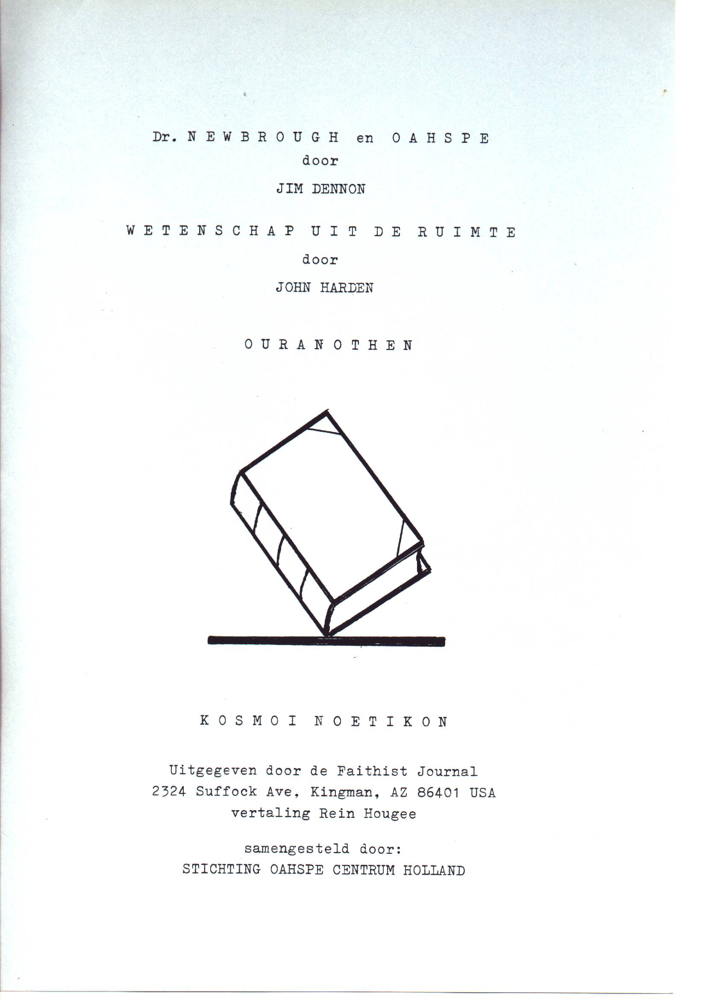 Dr. N E W B R O U G H en O A H S P E
door
JIM DENNON
W E T E N S C H A P U I T D E R U I M T E
door
JOHN HARDEN
O U R A N O T H E N
K O S M O I N O E T I K O N
Uitgegeven door de Faithist Journal
2324 Suffock Ave, Kingman, AZ 86401 USA
vertaling Rein Hougee
samengesteld door:
STICHTING OAHSPE CENTRUM HOLLAND